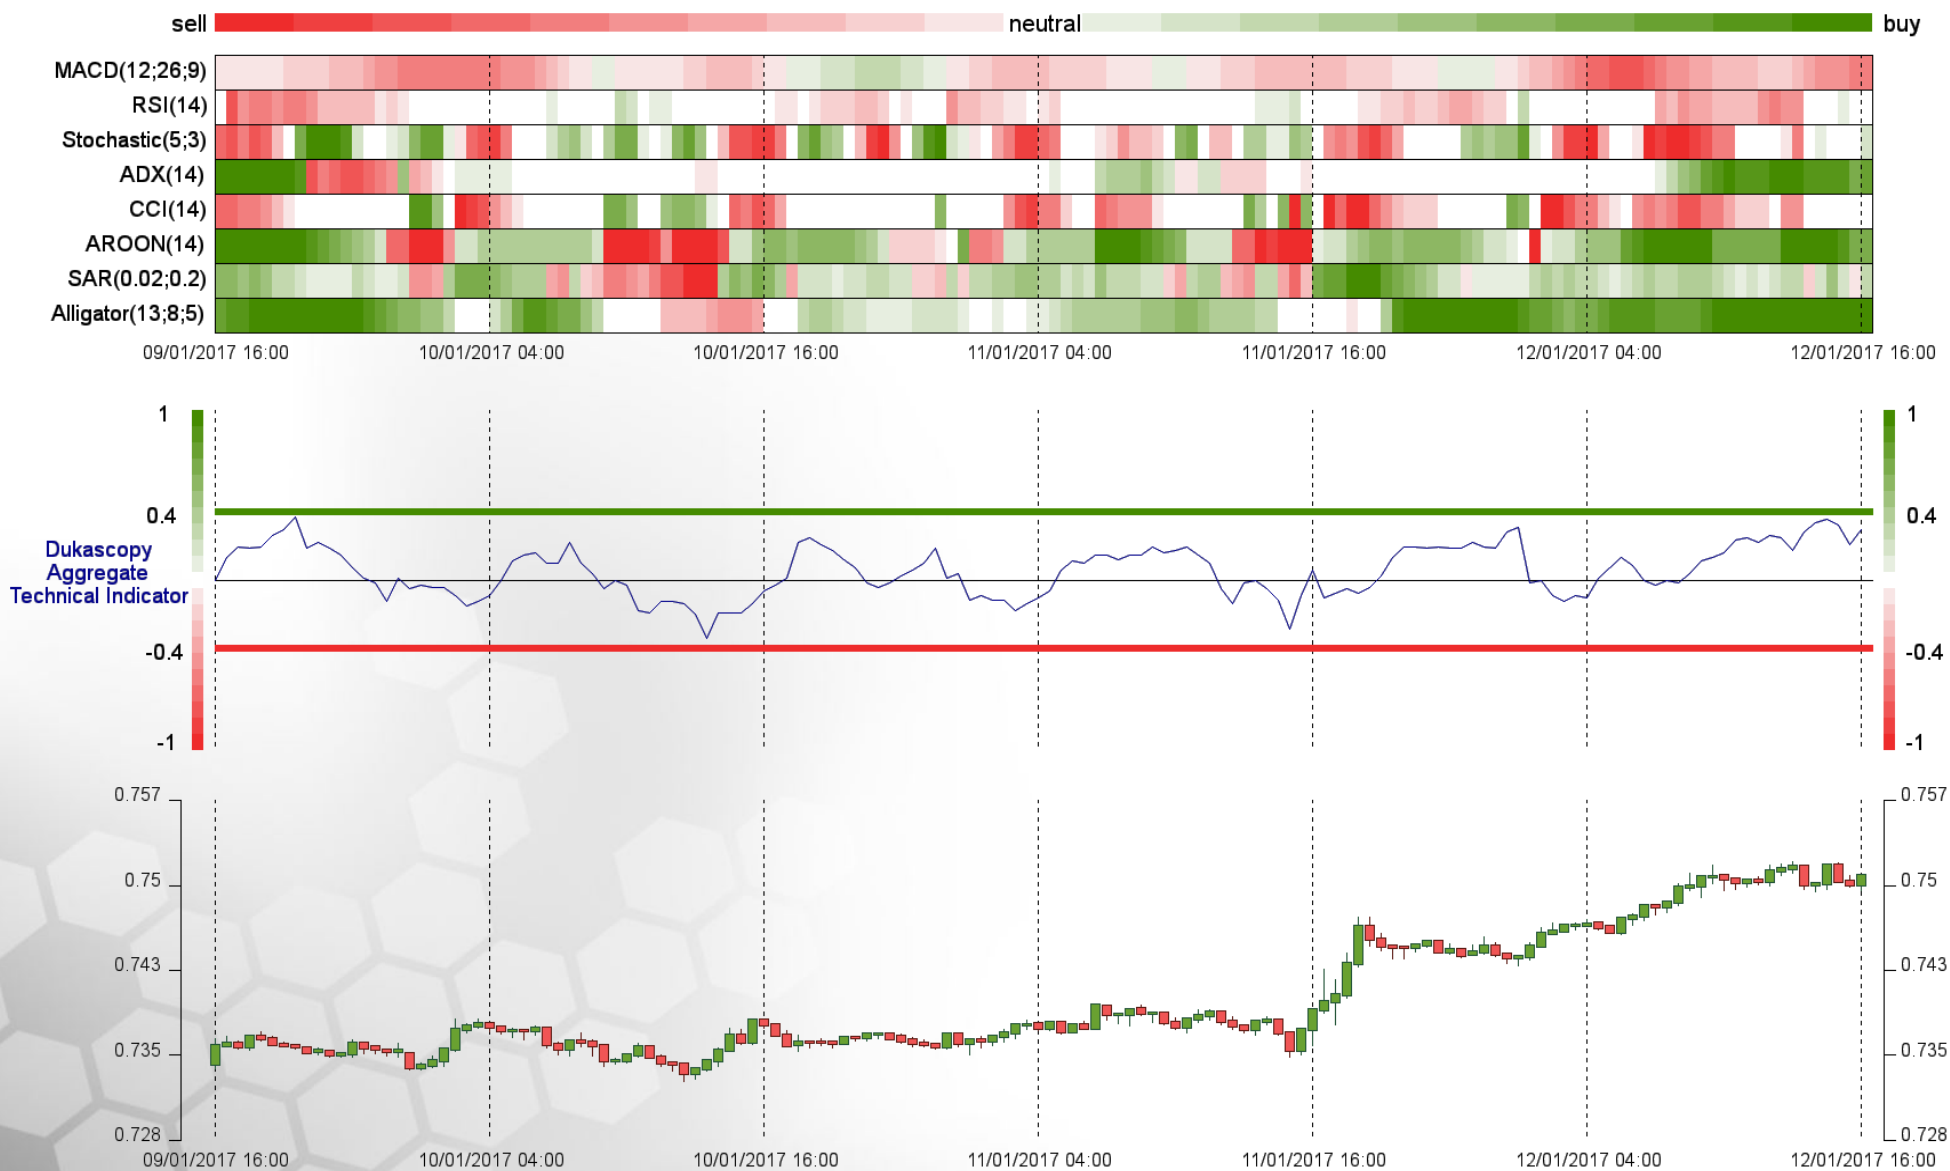 sell neutral buy
MACD(12;26;9)
RSI(14)
Stochastic(5;3)
ADX(14)
CCI(14)
AROON(14)
SAR(0.02;0.2)
Alligator(13;8;5)
09/01/2017 16:00 10/01/2017 04:00 10/01/2017 16:00 11/01/2017 04:00 11/01/2017 16:00 12/01/2017 04:00 12/01/2017 16:00
1 1
0.4 0.4
Dukascopy
Aggregate
Technical Indicator
-0.4 -0.4
-1 -1
0.757 0.757
0.75 0.75
0.743 0.743
0.735 0.735
0.728 0.728
09/01/2017 16:00 10/01/2017 04:00 10/01/2017 16:00 11/01/2017 04:00 11/01/2017 16:00 12/01/2017 04:00 12/01/2017 16:00